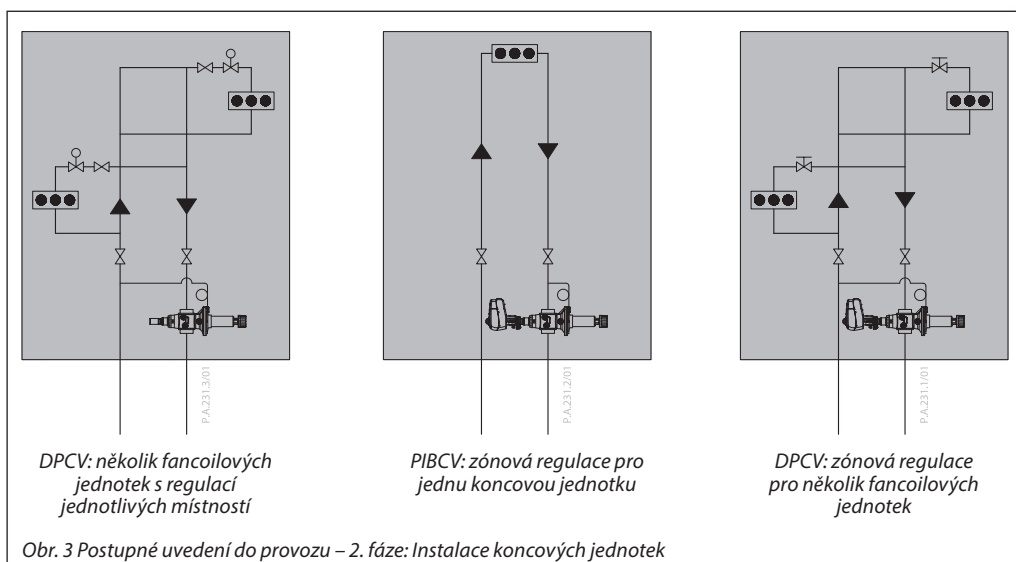 P.A.231.3/01
P.A.231.2/01
P.A.231.1/01
DPCV: několik fancoilových
jednotek s regulací
jednotlivých místností
PIBCV: zónová regulace pro
jednu koncovou jednotku
DPCV: zónová regulace
pro několik fancoilových
jednotek
Obr. 3 Postupné uvedení do provozu – 2. fáze: Instalace koncových jednotek